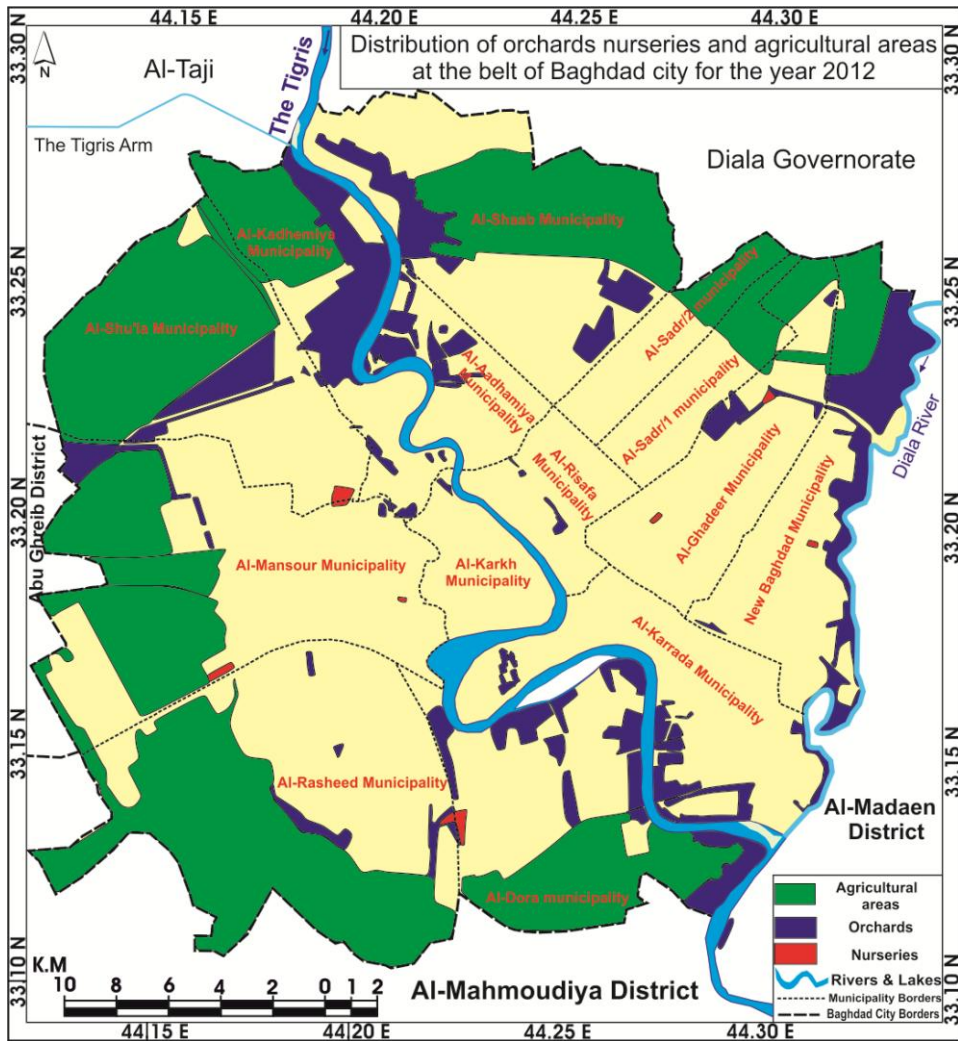 44.15 E
44.20 E
44.25 E
44.30 E
33.30 N
33.30 N
N
Al-Taji
The Tigris
Distribution of orchards nurseries and agricultural areas
at the belt of Baghdad city for the year 2012
The Tigris Arm
Diala Governorate
Al-Shaab Municipality
Al-Kadhemiya
Municipality
33.25 N
33.25 N
Al-Shu'la Municipality
Al-Sadr/2 municipality
Al-Aadhamiya
Municipality
Al-Sadr/1 municipality
Diala River
Al-Risafa
Municipality
Al-Ghadeer Municipality
New Baghdad Municipality
Abu Ghreib District
33.20 N
33.20 N
Al-Mansour Municipality
Al-Karkh
Municipality
Al-Karrada Municipality
33.15 N
33.15 N
Al-Rasheed Municipality
Al-Madaen
District
Al-Dora municipality
Agricultural
areas
Orchards
Nurseries
Rivers & Lakes
Municipality Borders
Baghdad City Borders
33.10 N
33.10 N
K.M
10 8 6 4 2 0 1 2
Al-Mahmoudiya District
44.15 E
44.20 E
44.25 E
44.30 E